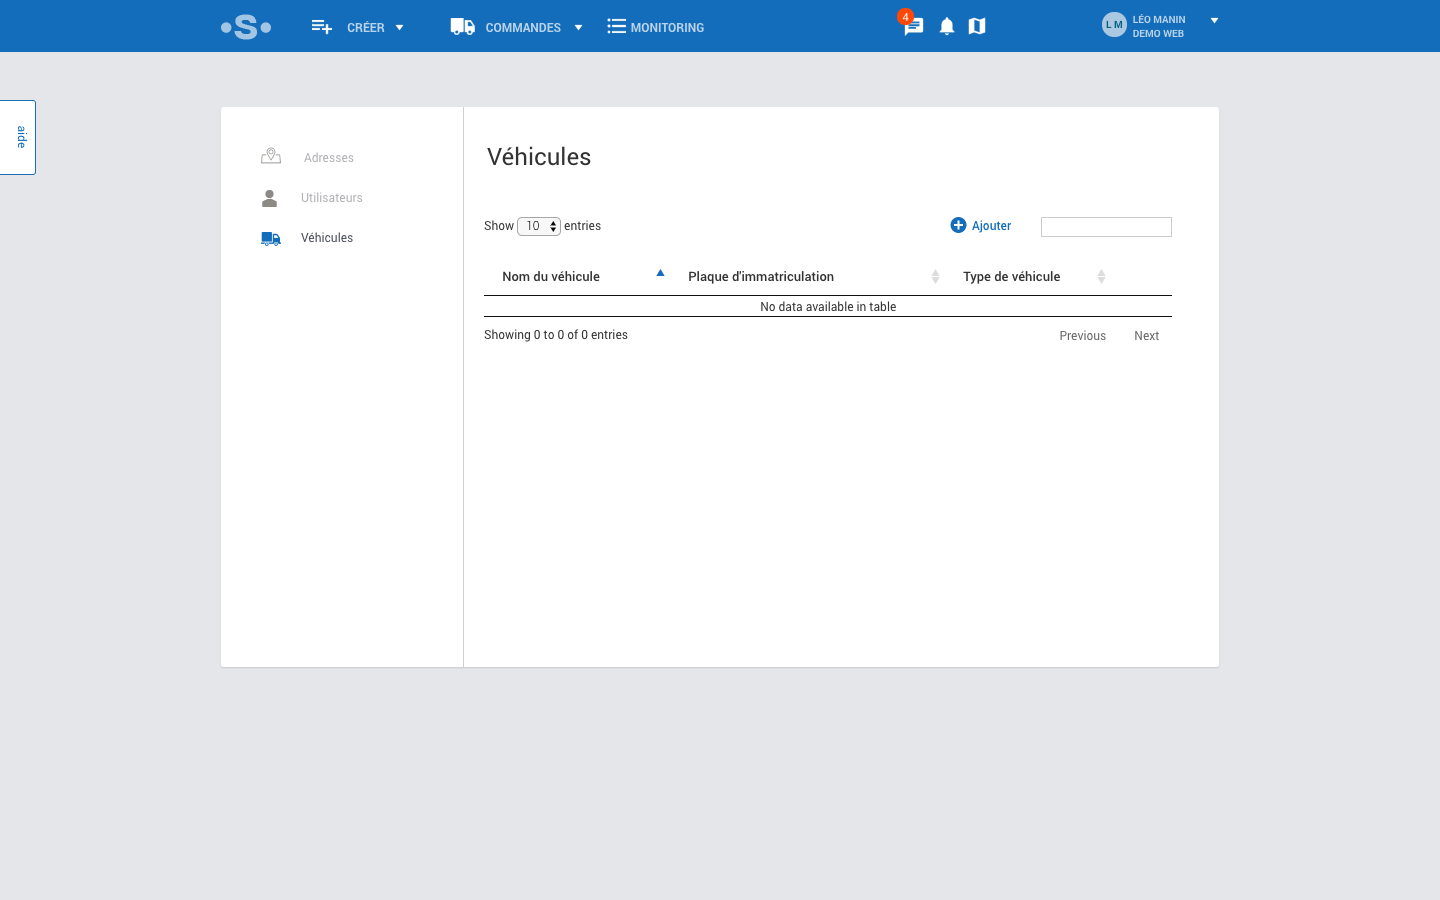 S
CRÉER
COMMANDES
MONITORING
4
L M
LÉO MANIN
DEMO WEB
aide
Adresses
Utilisateurs
Véhicules
Véhicules
Show 10 entries
Ajouter
Nom du véhicule
Plaque d'immatriculation
Type de véhicule
No data available in table
Showing 0 to 0 of 0 entries
Previous
Next